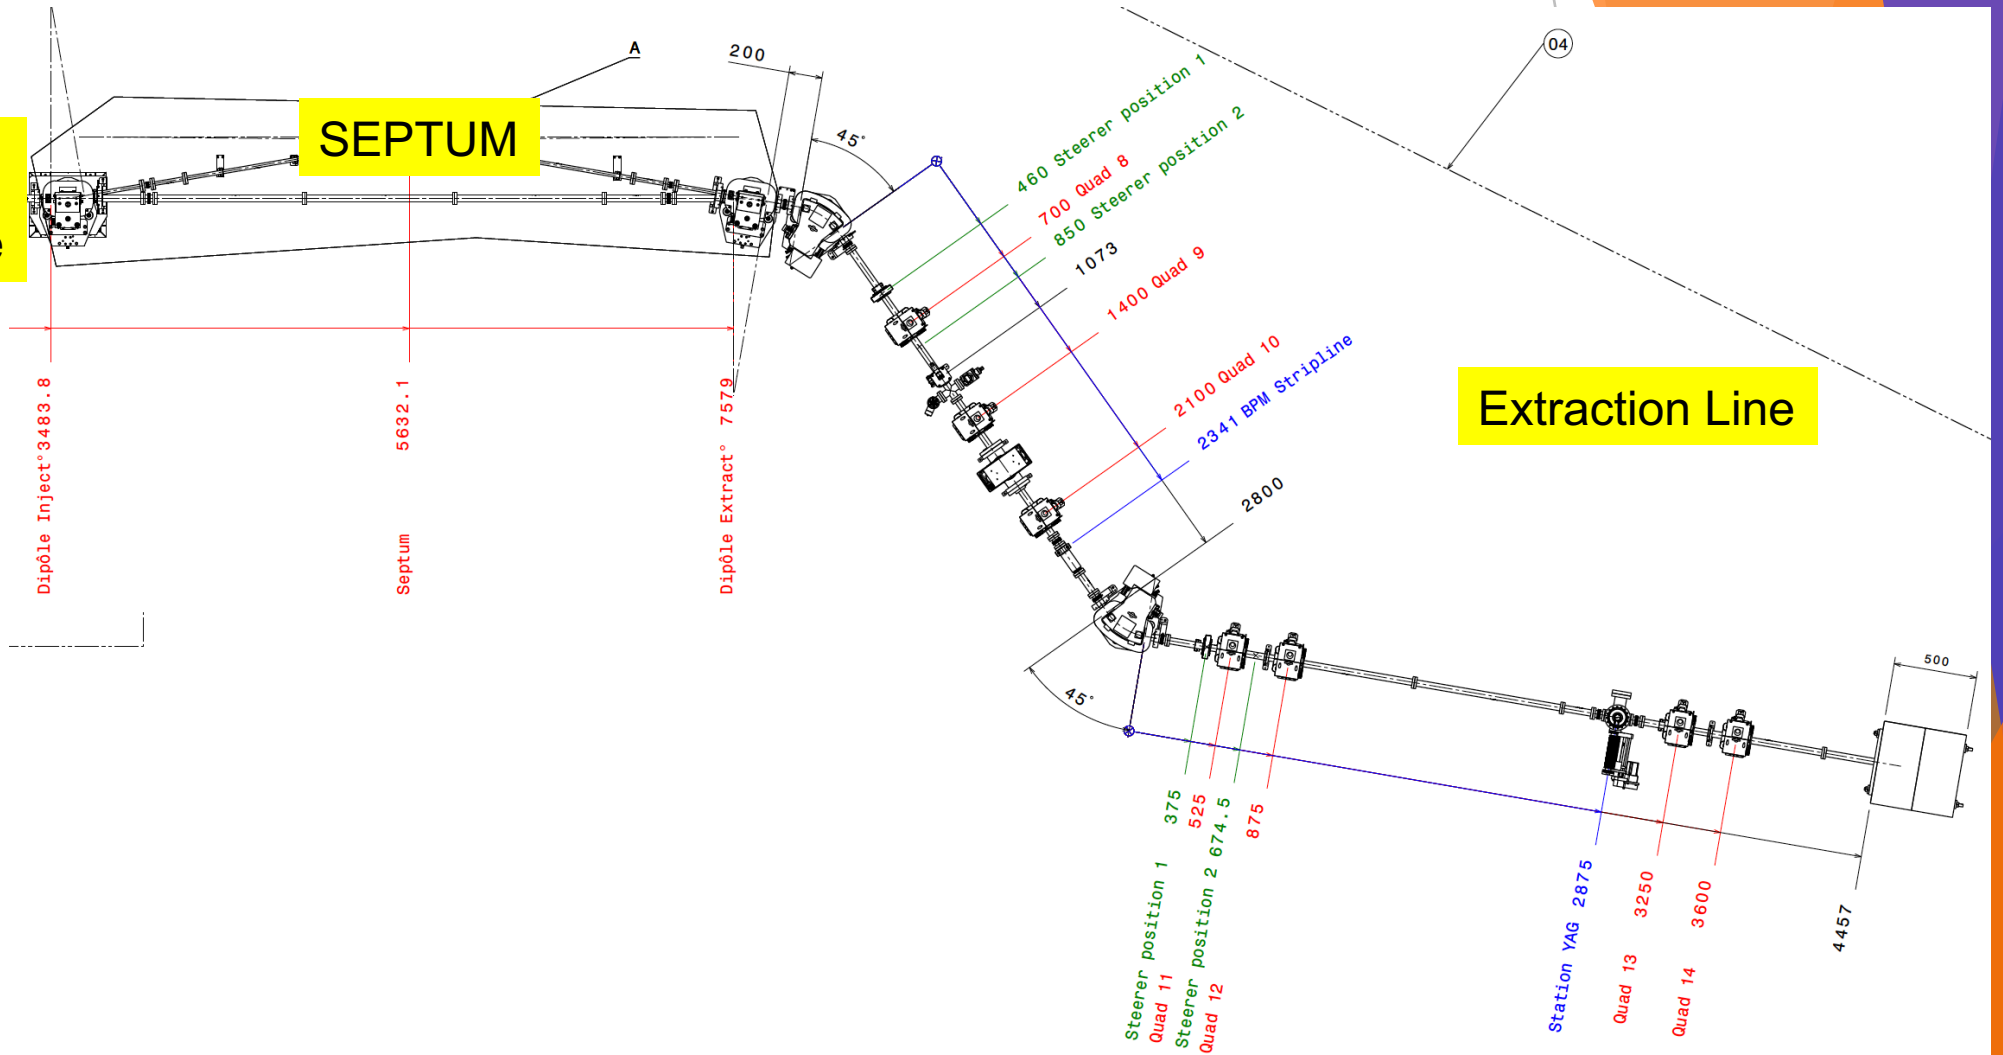 A
04
200
SEPTUM
45°
460 Steerer position 1
700 Quad 8
850 Steerer position 2
1073
1400 Quad 9
2100 Quad 10
2341 BPM Stripline
2800
e
Extraction Line
Dipôle Inject° 3483.8
Septum 5632.1
Dipôle Extract° 7579
45°
500
Steerer position 1 375
Quad 11 525
Steerer position 2 674.5
Quad 12 875
Station YAG 2875
Quad 13 3250
Quad 14 3600
4457